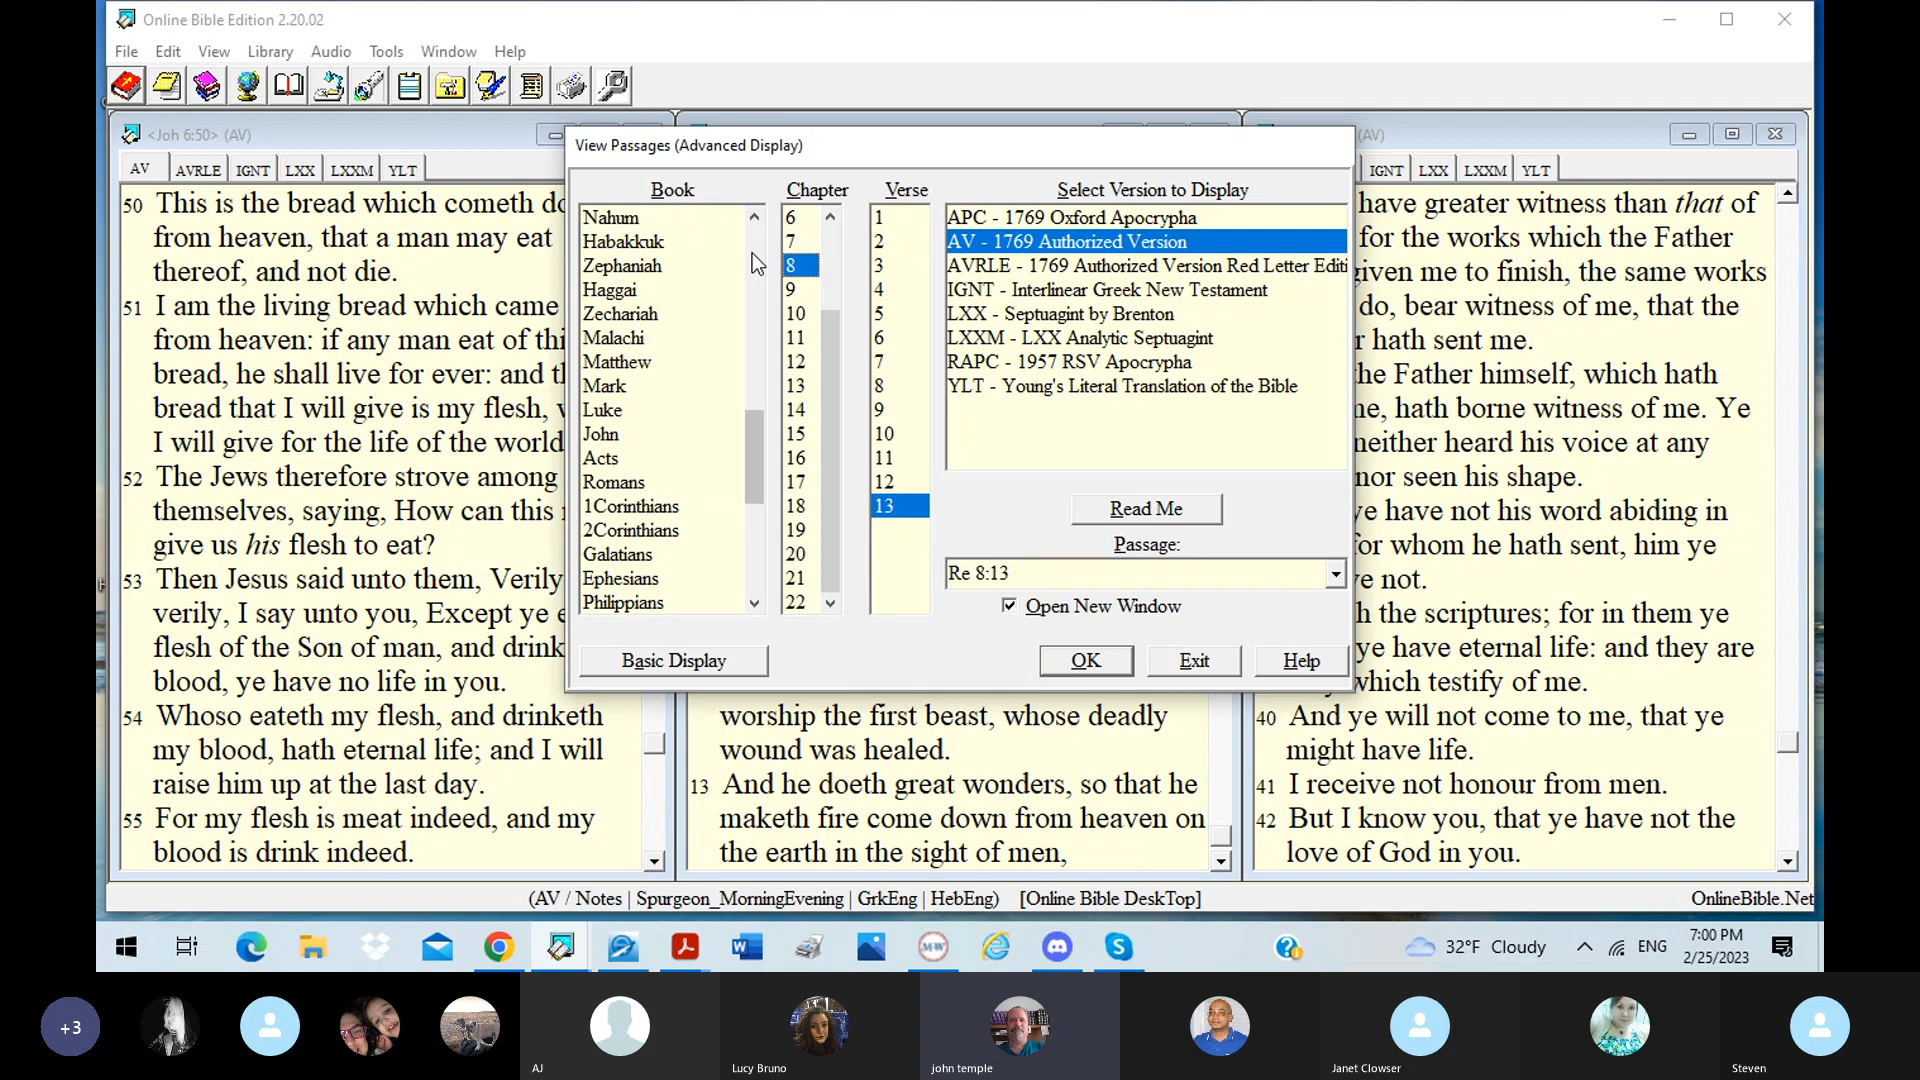 Online Bible Edition 2.20.02
File Edit View Library Audio Tools Window Help
<Joh 6:50> (AV)
AV AVRLE IGNT LXX LXXM YLT
50 This is the bread which cometh
from heaven, that a man may eat
thereof, and not die.
51 I am the living bread which came
from heaven: if any man eat of
bread, he shall live for ever: and
bread that I will give is my flesh,
I will give for the life of the world
52 The Jews therefore strove among
themselves, saying, How can this
give us his flesh to eat?
53 Then Jesus said unto them, Verily
verily, I say unto you, Except ye
flesh of the Son of man, and drink
blood, ye have no life in you.
54 Whoso eateth my flesh, and drinketh
my blood, hath eternal life; and I will
raise him up at the last day.
55 For my flesh is meat indeed, and my
blood is drink indeed.
View Passages (Advanced Display)
Book Chapter Verse Select Version to Display
Nahum 6 1 APC - 1769 Oxford Apocrypha
Habakkuk 7 2 AV - 1769 Authorized Version
Zephaniah 8 3 AVRLE - 1769 Authorized Version Red Letter Editi
Haggai 9 4 IGNT - Interlinear Greek New Testament
Zechariah 10 5 LXX - Septuagint by Brenton
Malachi 11 6 LXXM - LXX Analytic Septuagint
Matthew 12 7 RAPC - 1957 RSV Apocrypha
Mark 13 8 YLT - Young's Literal Translation of the Bible
Luke 14 9
John 15 10
Acts 16 11
Romans 17 12
1Corinthians 18 13
2Corinthians 19
Galatians 20
Ephesians 21
Philippians 22
Read Me
Passage:
Re 8:13
Open New Window
Basic Display OK Exit Help
worship the first beast, whose deadly
wound was healed.
13 And he doeth great wonders, so that he
maketh fire come down from heaven on
the earth in the sight of men,
(AV)
IGNT LXX LXXM YLT
have greater witness than that of
for the works which the Father
given me to finish, the same works
do, bear witness of me, that the
hath sent me.
the Father himself, which hath
me, hath borne witness of me. Ye
neither heard his voice at any
nor seen his shape.
ye have not his word abiding in
for whom he hath sent, him ye
ve not.
the scriptures; for in them ye
ye have eternal life: and they are
which testify of me.
40 And ye will not come to me, that ye
might have life.
41 I receive not honour from men.
42 But I know you, that ye have not the
love of God in you.
(AV / Notes | Spurgeon_MorningEvening | GrkEng | HebEng) [Online Bible DeskTop] OnlineBible.Net
32°F Cloudy ENG 7:00 PM
2/25/2023
+3
AJ Lucy Bruno john temple Janet Clowser Steven